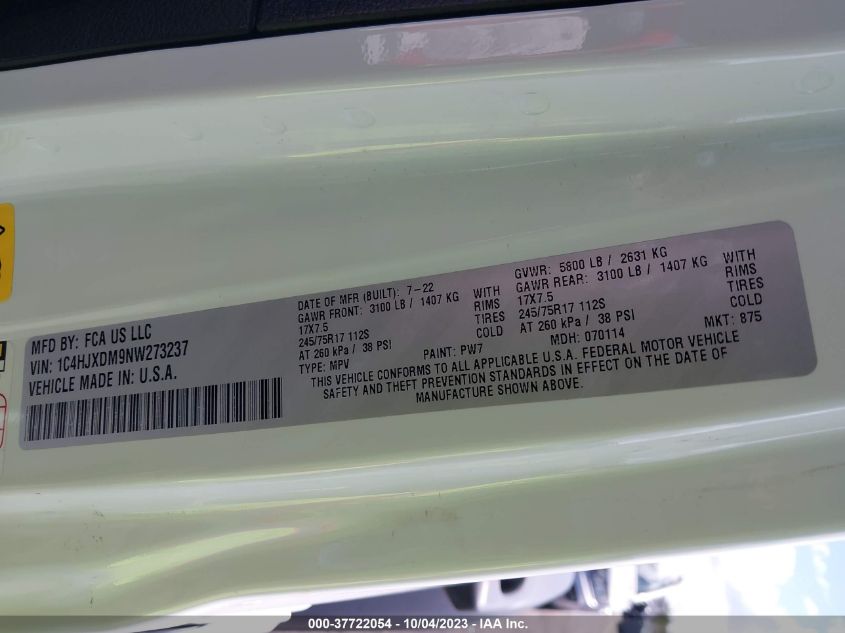 MFD BY: FCA US LLC
VIN: 1C4HJXDM9NW273237
VEHICLE MADE IN: U.S.A.
DATE OF MFR (BUILT): 7-22
GAWR FRONT: 3100 LB / 1407 KG WITH
17X7.5 RIMS
245/75R17 112S TIRES
AT 260 kPa / 38 PSI COLD
TYPE: MPV
GVWR: 5800 LB / 2631 KG
GAWR REAR: 3100 LB / 1407 KG WITH
17X7.5 RIMS
245/75R17 112S TIRES
AT 260 kPa / 38 PSI COLD
PAINT: PW7 MDH: 070114 MKT: 875
THIS VEHICLE CONFORMS TO ALL APPLICABLE U.S.A. FEDERAL MOTOR VEHICLE
SAFETY AND THEFT PREVENTION STANDARDS IN EFFECT ON THE DATE OF
MANUFACTURE SHOWN ABOVE.
000-37722054 - 10/04/2023 - IAA Inc.